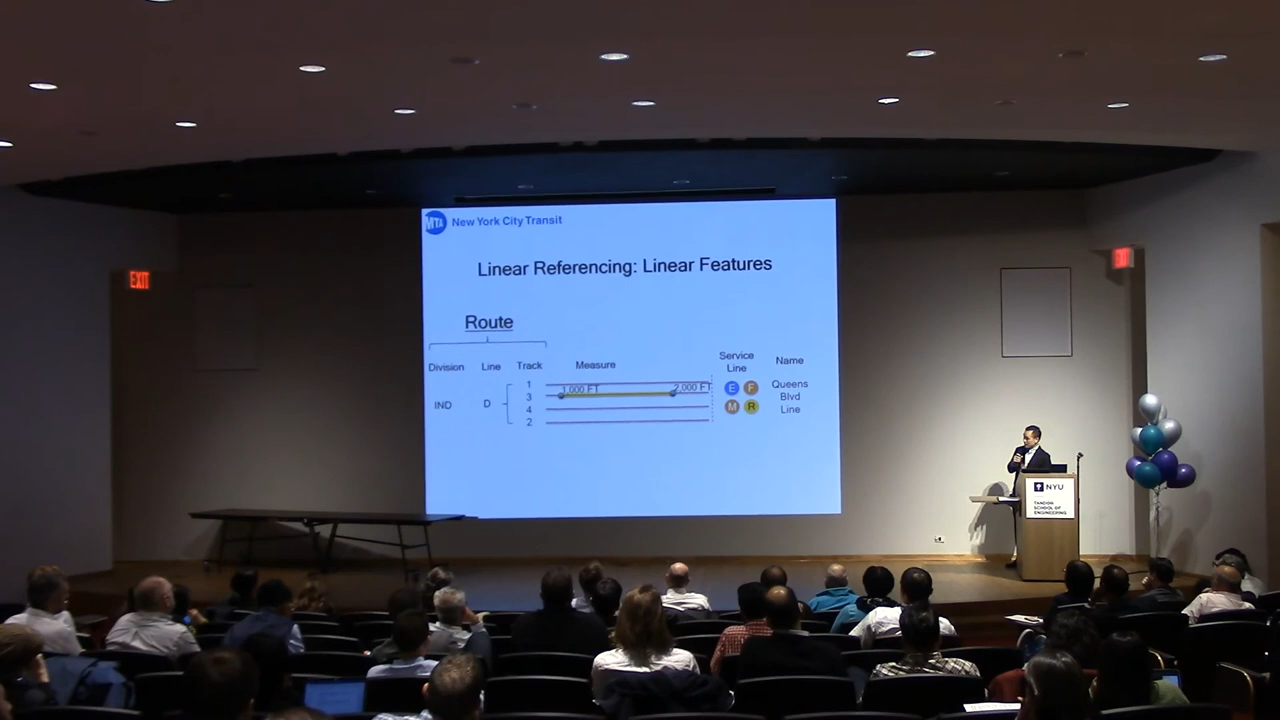 EXIT
MTA
New York City Transit
Linear Referencing: Linear Features
Route
Division
Line
Track
Measure
Service
Line
Name
IND
D
1
3
4
2
1,000 FT
2,000 FT
E
F
M
R
Queens
Blvd
Line
EXIT
NYU
TANDON
SCHOOL OF
ENGINEERING